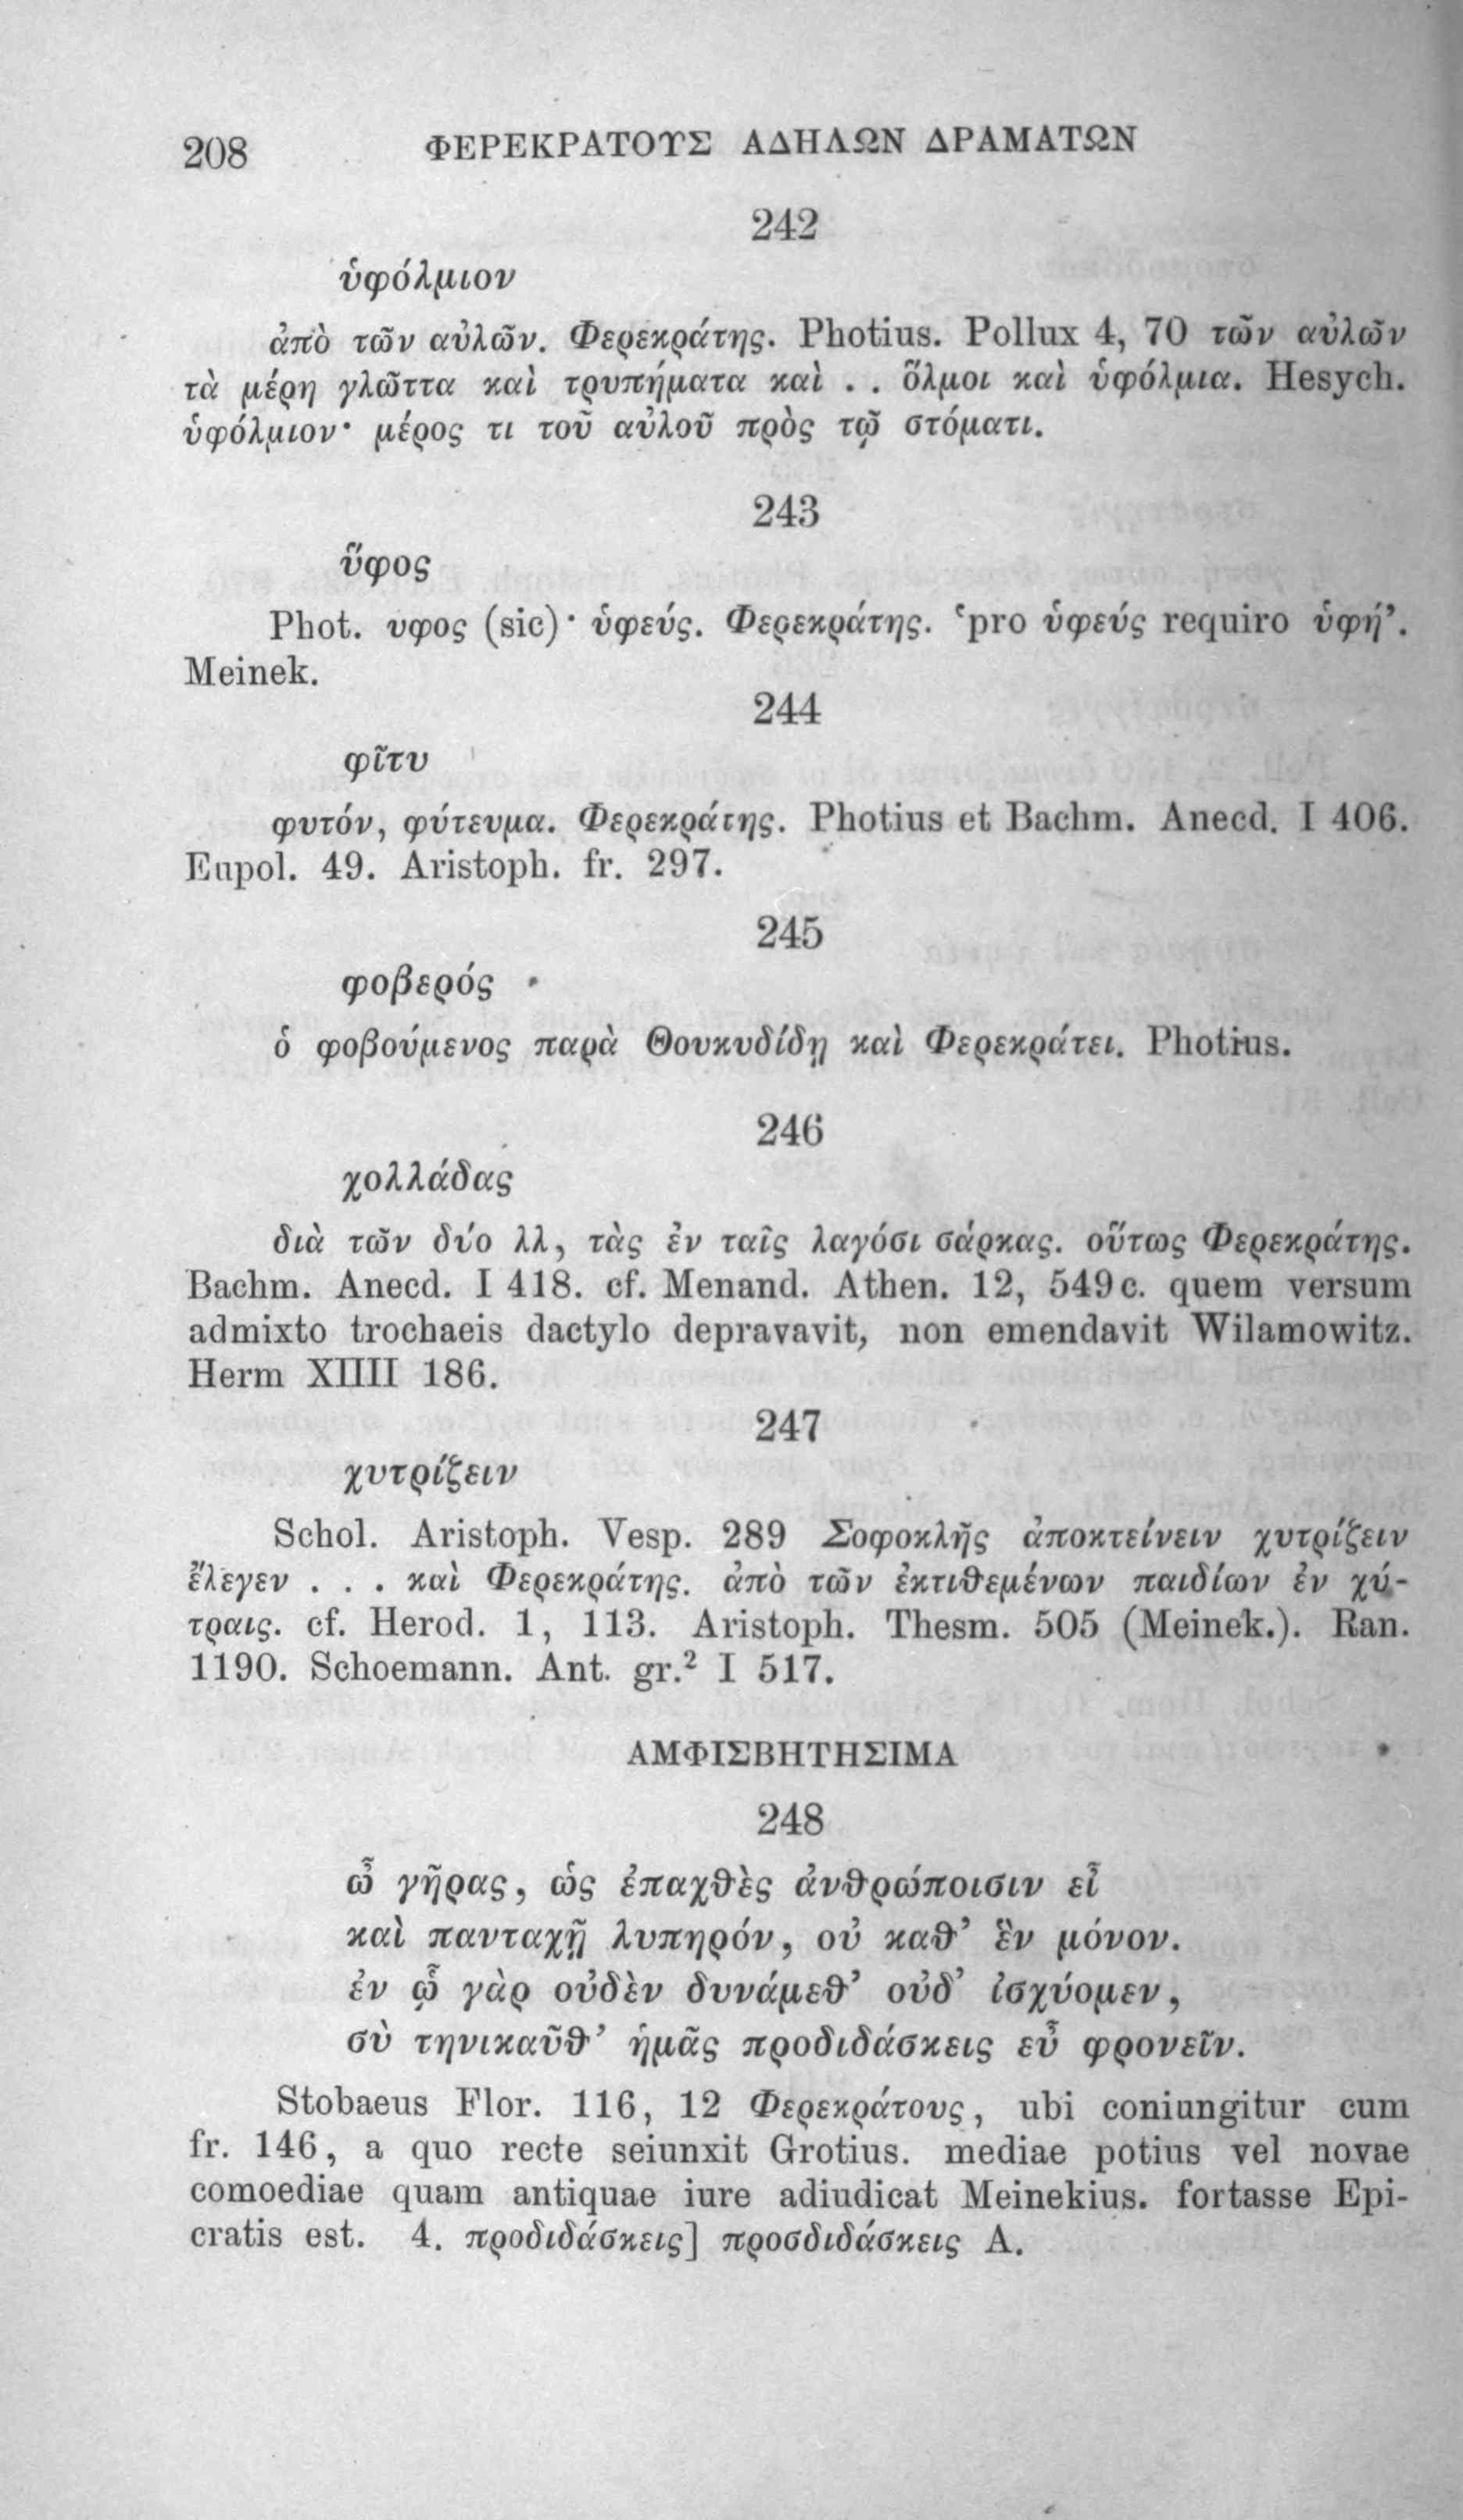 208 ΦΕΡΕΚΡΑΤΟΥΣ ΑΔΗΛΩΝ ΔΡΑΜΑΤΩΝ
242
ὑφόλμιον
ἀπὸ τῶν αὐλῶν. Φερεκράτης. Photius. Pollux 4, 70 τῶν αὐλῶν
τὰ μέρη γλῶττα καὶ τρυπήματα καὶ . . ὅλμοι καὶ ὑφόλμια. Hesych.
ὑφόλμιον· μέρος τι τοῦ αὐλοῦ πρὸς τῷ στόματι.
243
ὕφος
Phot. υφος (sic)· ὑφεύς. Φερεκράτης. ‘pro ὑφεύς requiro ὑφή’.
Meinek.
244
φῖτυ
φυτόν, φύτευμα. Φερεκράτης. Photius et Bachm. Anecd. I 406.
Eupol. 49. Aristoph. fr. 297.
245
φοβερός
ὁ φοβούμενος παρὰ Θουκυδίδῃ καὶ Φερεκράτει. Photius.
246
χολλάδας
διὰ τῶν δύο λλ, τὰς ἐν ταῖς λαγόσι σάρκας. οὕτως Φερεκράτης.
Bachm. Anecd. I 418. cf. Menand. Athen. 12, 549 c. quem versum
admixto trochaeis dactylo depravavit, non emendavit Wilamowitz.
Herm XIIII 186.
247
χυτρίζειν
Schol. Aristoph. Vesp. 289 Σοφοκλῆς ἀποκτείνειν χυτρίζειν
ἔλεγεν . . . καὶ Φερεκράτης. ἀπὸ τῶν ἐκτιθεμένων παιδίων ἐν χύ-
τραις. cf. Herod. 1, 113. Aristoph. Thesm. 505 (Meinek.). Ran.
1190. Schoemann. Ant. gr.² I 517.
ΑΜΦΙΣΒΗΤΗΣΙΜΑ
248
ὦ γῆρας, ὡς ἐπαχθὲς ἀνθρώποισιν εἶ
καὶ πανταχῇ λυπηρόν, οὐ καθ’ ἓν μόνον.
ἐν ᾧ γὰρ οὐδὲν δυνάμεθ’ οὐδ’ ἰσχύομεν,
σὺ τηνικαῦθ’ ἡμᾶς προδιδάσκεις εὖ φρονεῖν.
Stobaeus Flor. 116, 12 Φερεκράτους, ubi coniungitur cum
fr. 146, a quo recte seiunxit Grotius. mediae potius vel novae
comoediae quam antiquae iure adiudicat Meinekius. fortasse Epi-
cratis est. 4. προδιδάσκεις] προσδιδάσκεις A.